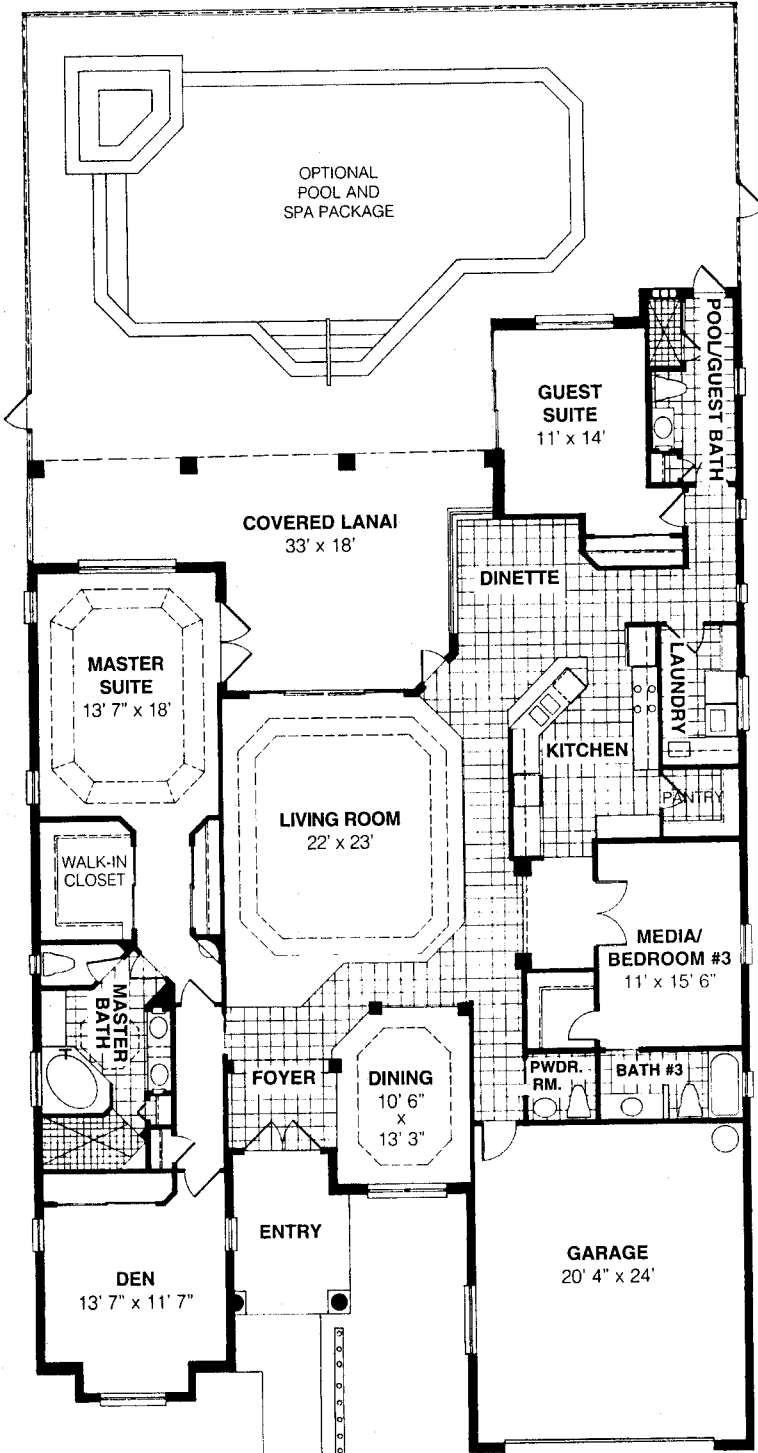 OPTIONAL
POOL AND
SPA PACKAGE
POOL/GUEST BATH
GUEST
SUITE
11' x 14'
COVERED LANAI
33' x 18'
DINETTE
MASTER
SUITE
13' 7" x 18'
LAUNDRY
KITCHEN
PANTRY
LIVING ROOM
22' x 23'
WALK-IN
CLOSET
MEDIA/
BEDROOM #3
11' x 15' 6"
MASTER
BATH
FOYER
DINING
10' 6"
x
13' 3"
PWDR.
RM.
BATH #3
ENTRY
DEN
13' 7" x 11' 7"
GARAGE
20' 4" x 24'